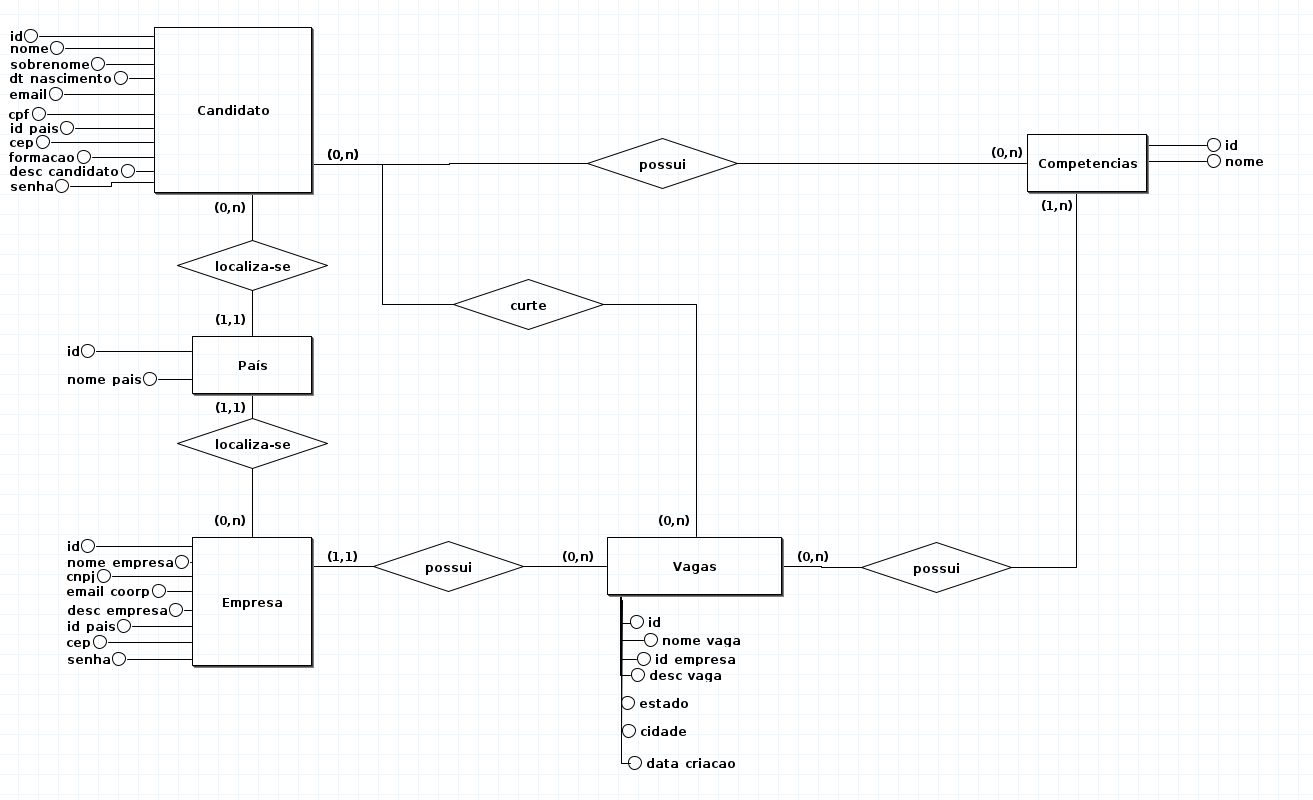 id
nome
sobrenome
dt nascimento
email
cpf
id pais
cep
formacao
desc candidato
senha
Candidato
(0,n)
possui
(0,n)
Competencias
id
nome
(0,n)
(1,n)
localiza-se
curte
(1,1)
id
nome pais
País
(1,1)
localiza-se
(0,n)
(0,n)
id
nome empresa
cnpj
email coorp
desc empresa
id pais
cep
senha
Empresa
(1,1)
possui
(0,n)
Vagas
(0,n)
possui
id
nome vaga
id empresa
desc vaga
estado
cidade
data criacao